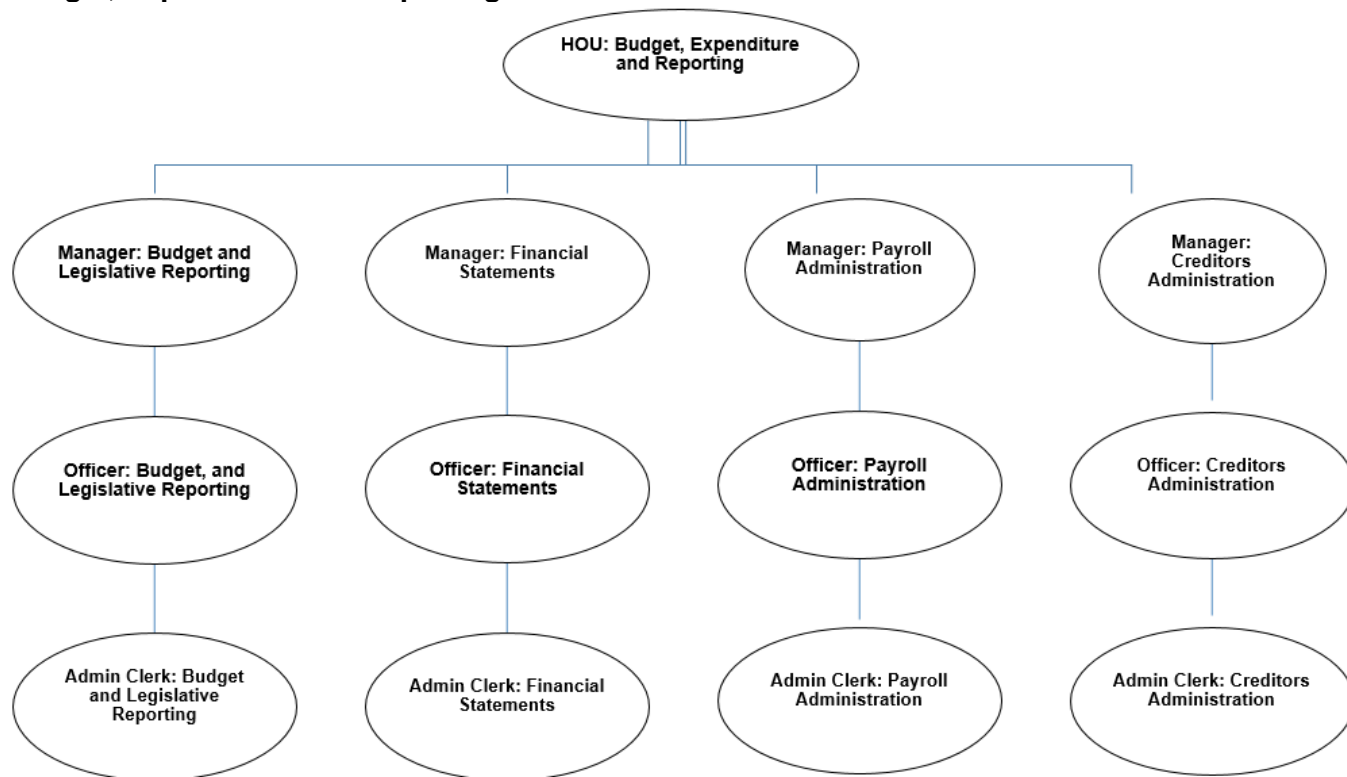 HOU: Budget, Expenditure
and Reporting
Manager: Budget and
Legislative Reporting
Manager: Financial
Statements
Manager: Payroll
Administration
Manager:
Creditors
Administration
Officer: Budget, and
Legislative Reporting
Officer: Financial
Statements
Officer: Payroll
Administration
Officer: Creditors
Administration
Admin Clerk: Budget
and Legislative
Reporting
Admin Clerk: Financial
Statements
Admin Clerk: Payroll
Administration
Admin Clerk: Creditors
Administration